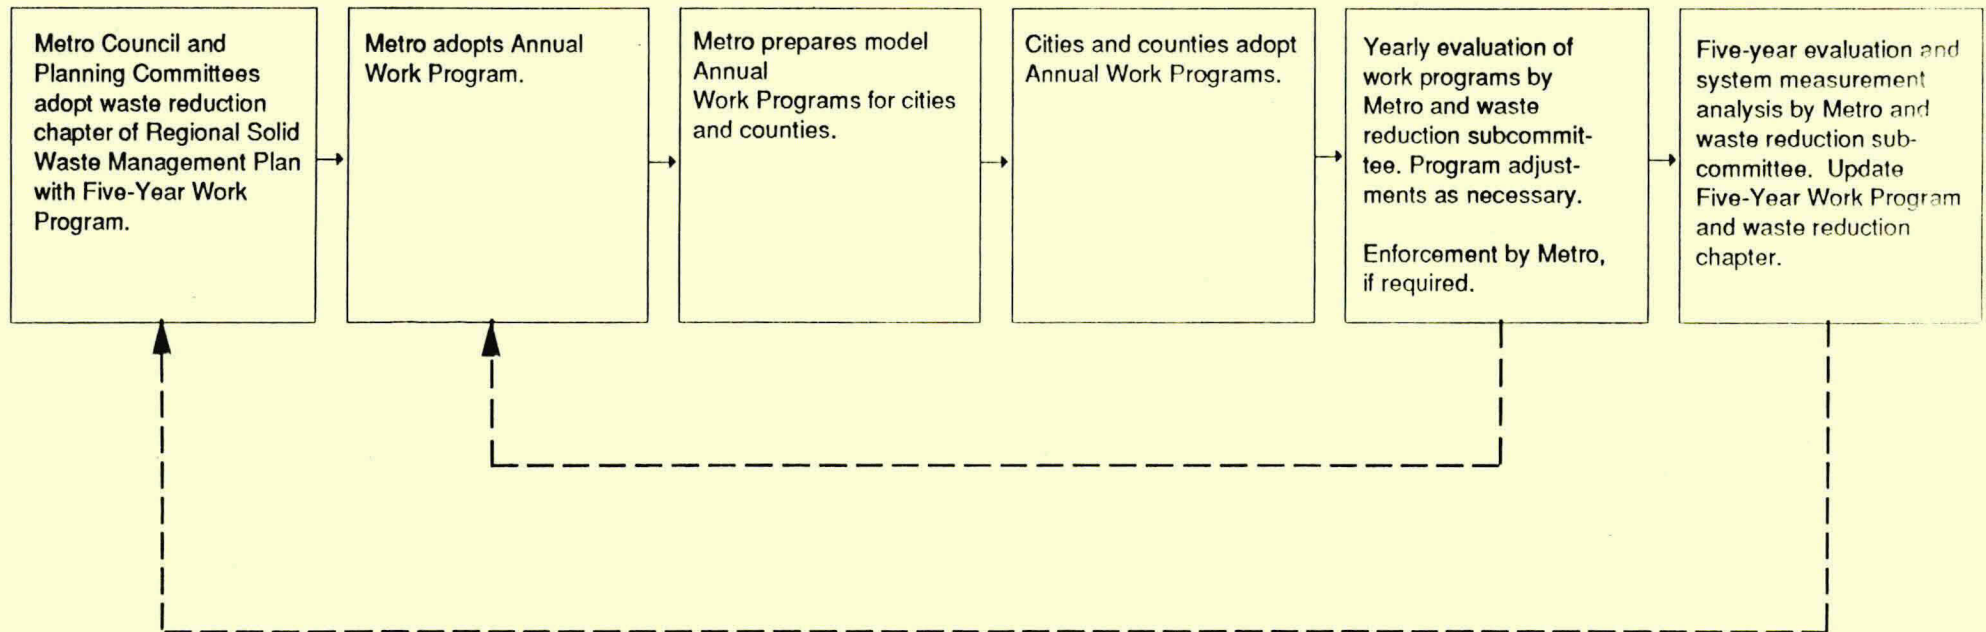 Metro Council and
Planning Committees
adopt waste reduction
chapter of Regional Solid
Waste Management Plan
with Five-Year Work
Program.
Metro adopts Annual
Work Program.
Metro prepares model
Annual
Work Programs for cities
and counties.
Cities and counties adopt
Annual Work Programs.
Yearly evaluation of
work programs by
Metro and waste
reduction subcommit-
tee. Program adjust-
ments as necessary.
Enforcement by Metro,
if required.
Five-year evaluation and
system measurement
analysis by Metro and
waste reduction sub-
committee. Update
Five-Year Work Program
and waste reduction
chapter.